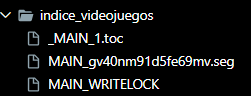 indice_videojuegos
_MAIN_1.toc
MAIN_gv40nm91d5fe69mv.seg
MAIN_WRITELOCK